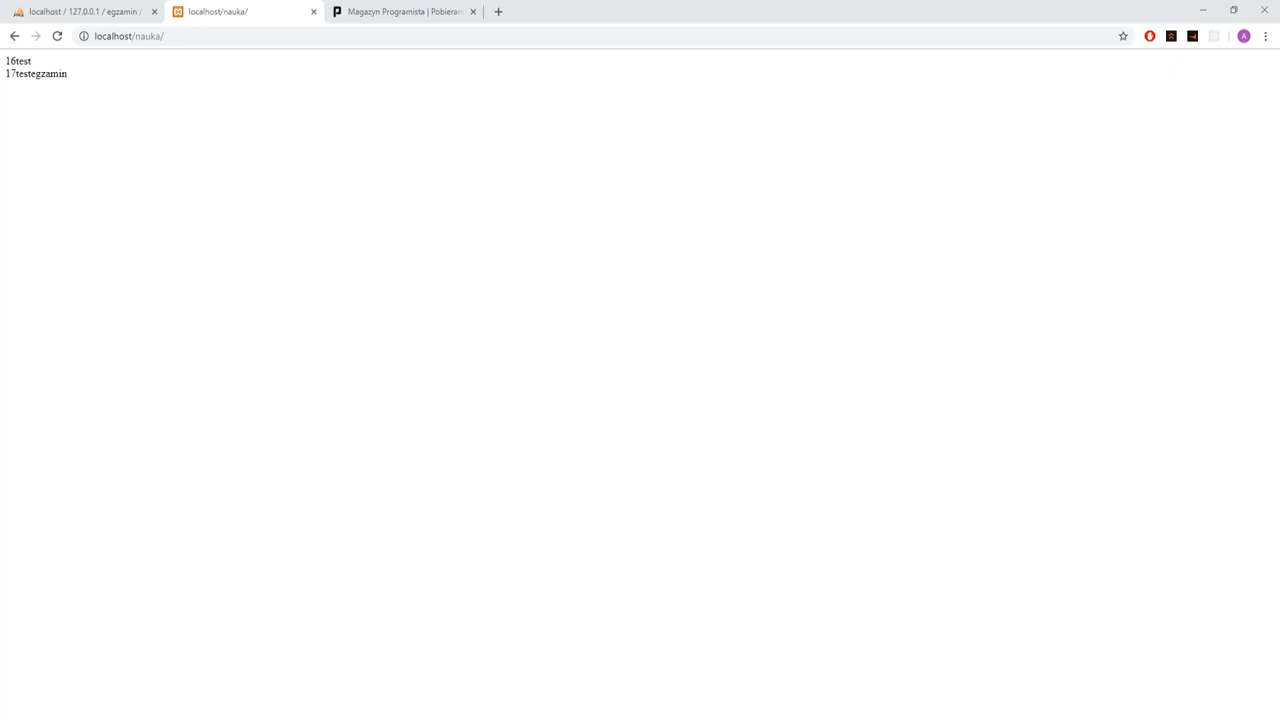 localhost / 127.0.0.1 / egzamin /
localhost/nauka/
Magazyn Programista | Pobieran
localhost/nauka/
A
16test
17testegzamin